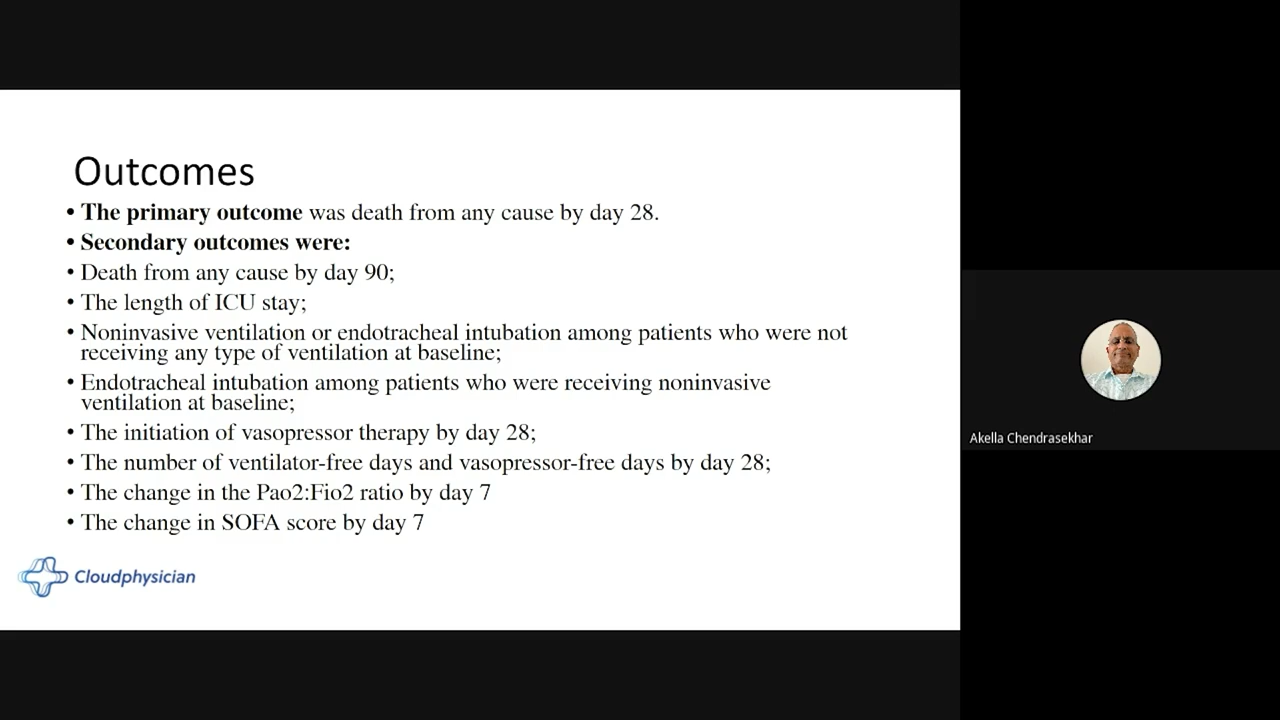 Outcomes
• The primary outcome was death from any cause by day 28.
• Secondary outcomes were:
• Death from any cause by day 90;
• The length of ICU stay;
• Noninvasive ventilation or endotracheal intubation among patients who were not
receiving any type of ventilation at baseline;
• Endotracheal intubation among patients who were receiving noninvasive
ventilation at baseline;
• The initiation of vasopressor therapy by day 28;
• The number of ventilator-free days and vasopressor-free days by day 28;
• The change in the Pao2:Fio2 ratio by day 7
• The change in SOFA score by day 7
Cloudphysician
Akella Chendrasekhar